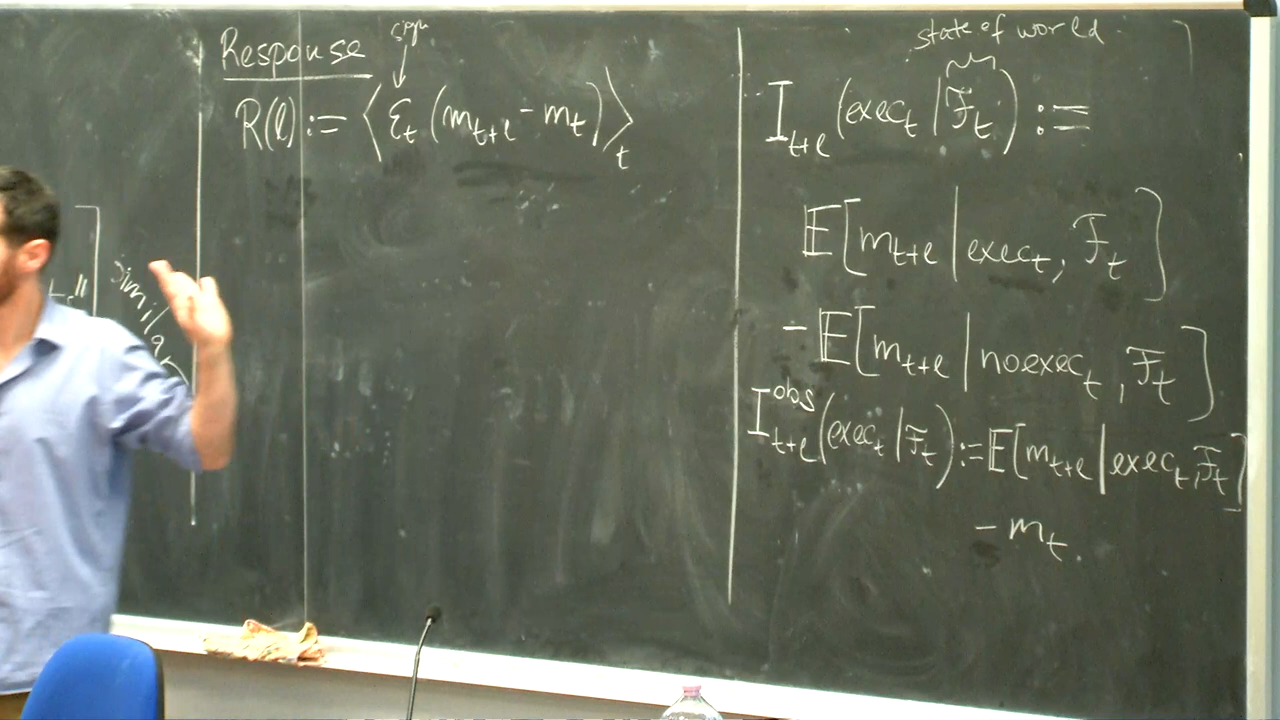 t"
similar
Response
sign
R(ℓ) := ⟨ε_t (m_{t+ℓ} - m_t)⟩_t
state of world
I_{t+ℓ} (exec_t | ℱ_t) :=
𝔼[m_{t+ℓ} | exec_t, ℱ_t]
- 𝔼[m_{t+ℓ} | noexec_t, ℱ_t]
I^{obs}_{t+ℓ} (exec_t | ℱ_t) := 𝔼[m_{t+ℓ} | exec_t, ℱ_t]
- m_t